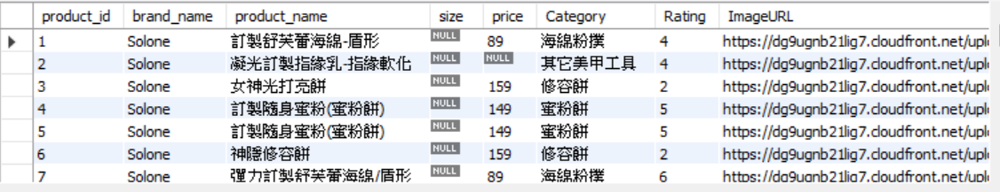 product_id brand_name product_name size price Category Rating ImageURL
1 Solone 訂製舒芙蕾海綿-盾形 NULL 89 海綿粉撲 4 https://dg9ugnb21lig7.cloudfront.net/uplo
2 Solone 凝光訂製指緣乳-指緣軟化 NULL NULL 其它美甲工具 4 https://dg9ugnb21lig7.cloudfront.net/uplo
3 Solone 女神光打亮餅 NULL 159 修容餅 2 https://dg9ugnb21lig7.cloudfront.net/uplo
4 Solone 訂製隨身蜜粉(蜜粉餅) NULL 149 蜜粉餅 5 https://dg9ugnb21lig7.cloudfront.net/uplo
5 Solone 訂製隨身蜜粉(蜜粉餅) NULL 149 蜜粉餅 5 https://dg9ugnb21lig7.cloudfront.net/uplo
6 Solone 神隱修容餅 NULL 159 修容餅 2 https://dg9ugnb21lig7.cloudfront.net/uplo
7 Solone 彈力訂製舒芙蕾海綿/盾形 NULL 89 海綿粉撲 6 https://dg9ugnb21lig7.cloudfront.net/uplo